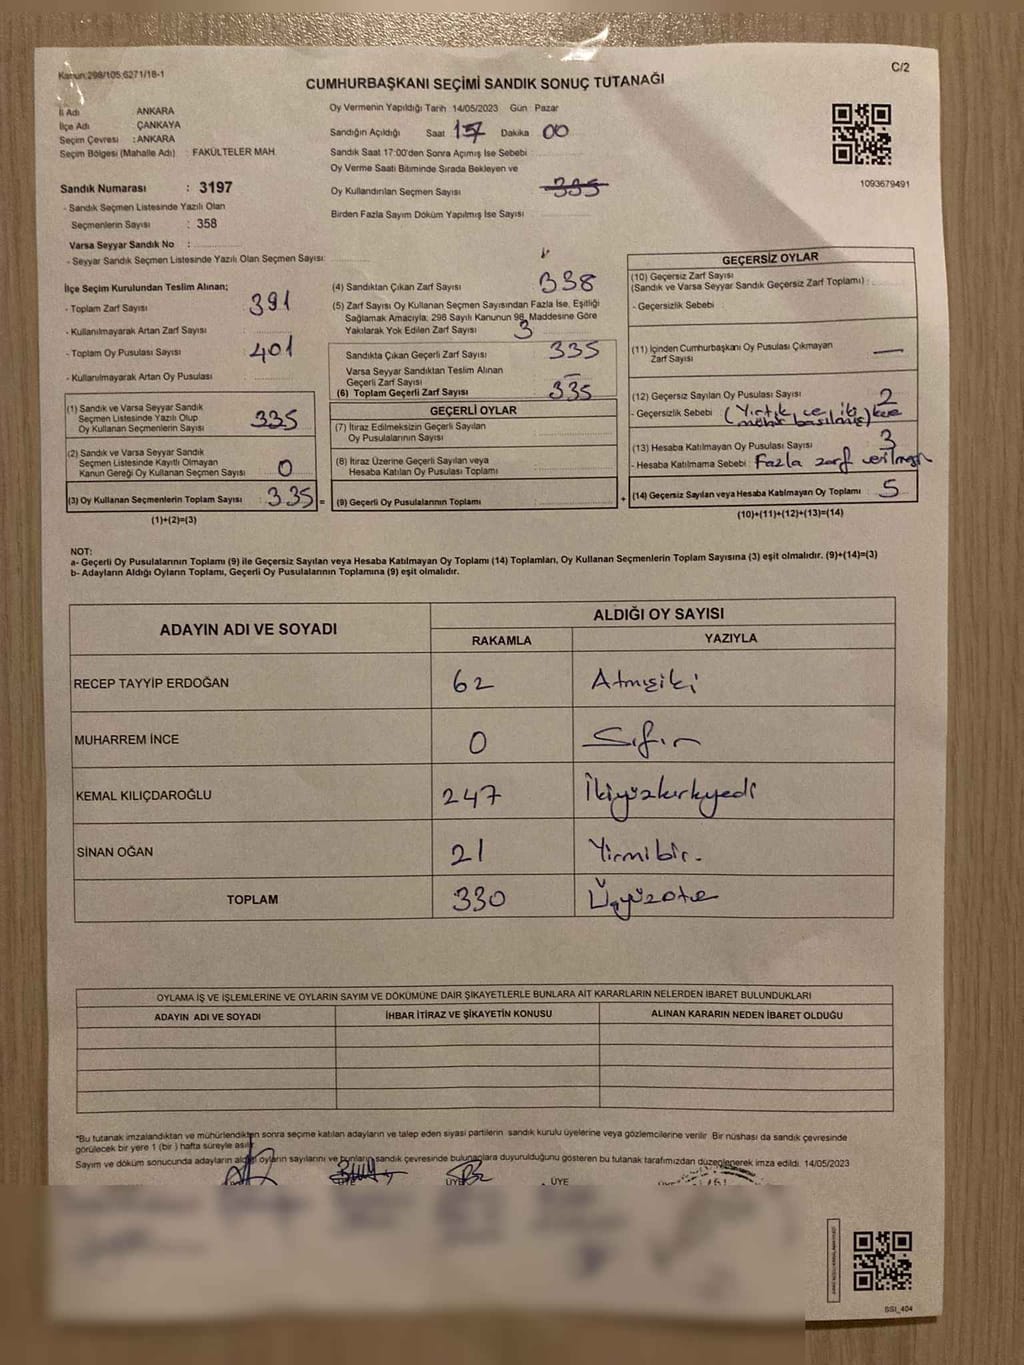 Kanun:298/105;6271/18-1
C/2
CUMHURBAŞKANI SEÇİMİ SANDIK SONUÇ TUTANAĞI
İl Adı ANKARA
İlçe Adı ÇANKAYA
Seçim Çevresi : ANKARA
Seçim Bölgesi (Mahalle Adı) : FAKÜLTELER MAH.
Sandık Numarası : 3197
- Sandık Seçmen Listesinde Yazılı Olan
Seçmenlerin Sayısı : 358
Varsa Seyyar Sandık No :
- Seyyar Sandık Seçmen Listesinde Yazılı Olan Seçmen Sayısı:
Oy Vermenin Yapıldığı Tarih 14/05/2023 Gün : Pazar
Sandığın Açıldığı Saat Dakika 00
Sandık Saat 17:00'den Sonra Açımış İse Sebebi
Oy Verme Saati Bitiminde Sırada Bekleyen ve
Oy Kullandırılan Seçmen Sayısı 335
Birden Fazla Sayım Döküm Yapılmış İse Sayısı
1093679491
İlçe Seçim Kurulundan Teslim Alınan;
- Toplam Zarf Sayısı 391
- Kullanılmayarak Artan Zarf Sayısı
- Toplam Oy Pusulası Sayısı 401
- Kullanılmayarak Artan Oy Pusulası
(1) Sandık ve Varsa Seyyar Sandık
Seçmen Listesinde Yazılı Olup
Oy Kullanan Seçmenlerin Sayısı 335
(2) Sandık ve Varsa Seyyar Sandık
Seçmen Listesinde Kayıtlı Olmayan
Kanun Gereği Oy Kullanan Seçmen Sayısı 0
(3) Oy Kullanan Seçmenlerin Toplam Sayısı : 335 =
(1)+(2)=(3)
(4) Sandıktan Çıkan Zarf Sayısı 338
(5) Zarf Sayısı Oy Kullanan Seçmen Sayısından Fazla İse, Eşitliği
Sağlamak Amacıyla; 298 Sayılı Kanunun 98. Maddesine Göre
Yakılarak Yok Edilen Zarf Sayısı 3
Sandıkta Çıkan Geçerli Zarf Sayısı 335
Varsa Seyyar Sandıktan Teslim Alınan
Geçerli Zarf Sayısı —
(6) Toplam Geçerli Zarf Sayısı 335
GEÇERLİ OYLAR
(7) İtiraz Edilmeksizin Geçerli Sayılan
Oy Pusulalarının Sayısı
(8) İtiraz Üzerine Geçerli Sayılan veya
Hesaba Katılan Oy Pusulası Toplamı
(9) Geçerli Oy Pusulalarının Toplamı +
GEÇERSİZ OYLAR
(10) Geçersiz Zarf Sayısı
(Sandık ve Varsa Seyyar Sandık Geçersiz Zarf Toplamı) :
- Geçersizlik Sebebi :
(11) İçinden Cumhurbaşkanı Oy Pusulası Çıkmayan
Zarf Sayısı —
(12) Geçersiz Sayılan Oy Pusulası Sayısı 2
- Geçersizlik Sebebi (Yırtık ve iki kere
mühür basılmış)
(13) Hesaba Katılmayan Oy Pusulası Sayısı 3
- Hesaba Katılmama Sebebi : Fazla zarf verilmesi
(14) Geçersiz Sayılan veya Hesaba Katılmayan Oy Toplamı 5
(10)+(11)+(12)+(13)=(14)
NOT:
a- Geçerli Oy Pusulalarının Toplamı (9) ile Geçersiz Sayılan veya Hesaba Katılmayan Oy Toplamı (14) Toplamları, Oy Kullanan Seçmenlerin Toplam Sayısına (3) eşit olmalıdır. (9)+(14)=(3)
b- Adayların Aldığı Oyların Toplamı, Geçerli Oy Pusulalarının Toplamına (9) eşit olmalıdır.
ADAYIN ADI VE SOYADI
ALDIĞI OY SAYISI
RAKAMLA YAZIYLA
RECEP TAYYİP ERDOĞAN 62 Atmışiki
MUHARREM İNCE 0 Sıfır
KEMAL KILIÇDAROĞLU 247 İkiyüzkırkyedi
SİNAN OĞAN 21 Yirmibir.
TOPLAM 330 Üçyüzotuz
OYLAMA İŞ VE İŞLEMLERİNE VE OYLARIN SAYIM VE DÖKÜMÜNE DAİR ŞİKAYETLERLE BUNLARA AİT KARARLARIN NELERDEN İBARET BULUNDUKLARI
ADAYIN ADI VE SOYADI İHBAR İTİRAZ VE ŞİKAYETİN KONUSU ALINAN KARARIN NEDEN İBARET OLDUĞU
*Bu tutanak imzalandıktan ve mühürlendikten sonra seçime katılan adayların ve talep eden siyasi partilerin sandık kurulu üyelerine veya gözlemcilerine verilir. Bir nüshası da sandık çevresinde
görülecek bir yere 1 (bir) hafta süreyle asılır.
Sayım ve döküm sonucunda adayların aldığı oyların sayılarını ve bunların sandık çevresinde bulunanlara duyurulduğunu gösteren bu tutanak tarafımızdan düzenlenerek imza edildi. 14/05/2023
ÜYE ÜYE ÜYE
SSI_404